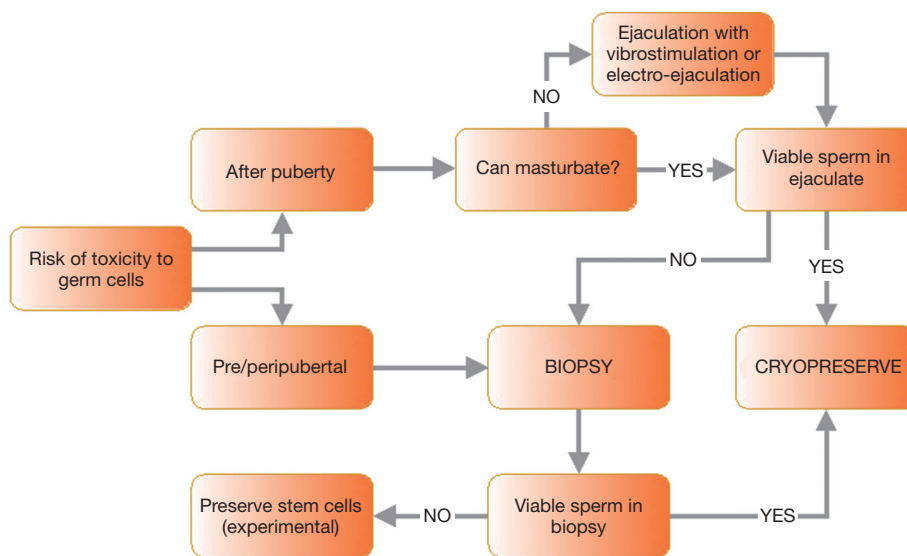 Ejaculation with
vibrostimulation or
electro-ejaculation
NO
After puberty
Can masturbate?
YES
Viable sperm in
ejaculate
Risk of toxicity to
germ cells
NO
YES
Pre/peripubertal
BIOPSY
CRYOPRESERVE
Preserve stem cells
(experimental)
NO
Viable sperm in
biopsy
YES